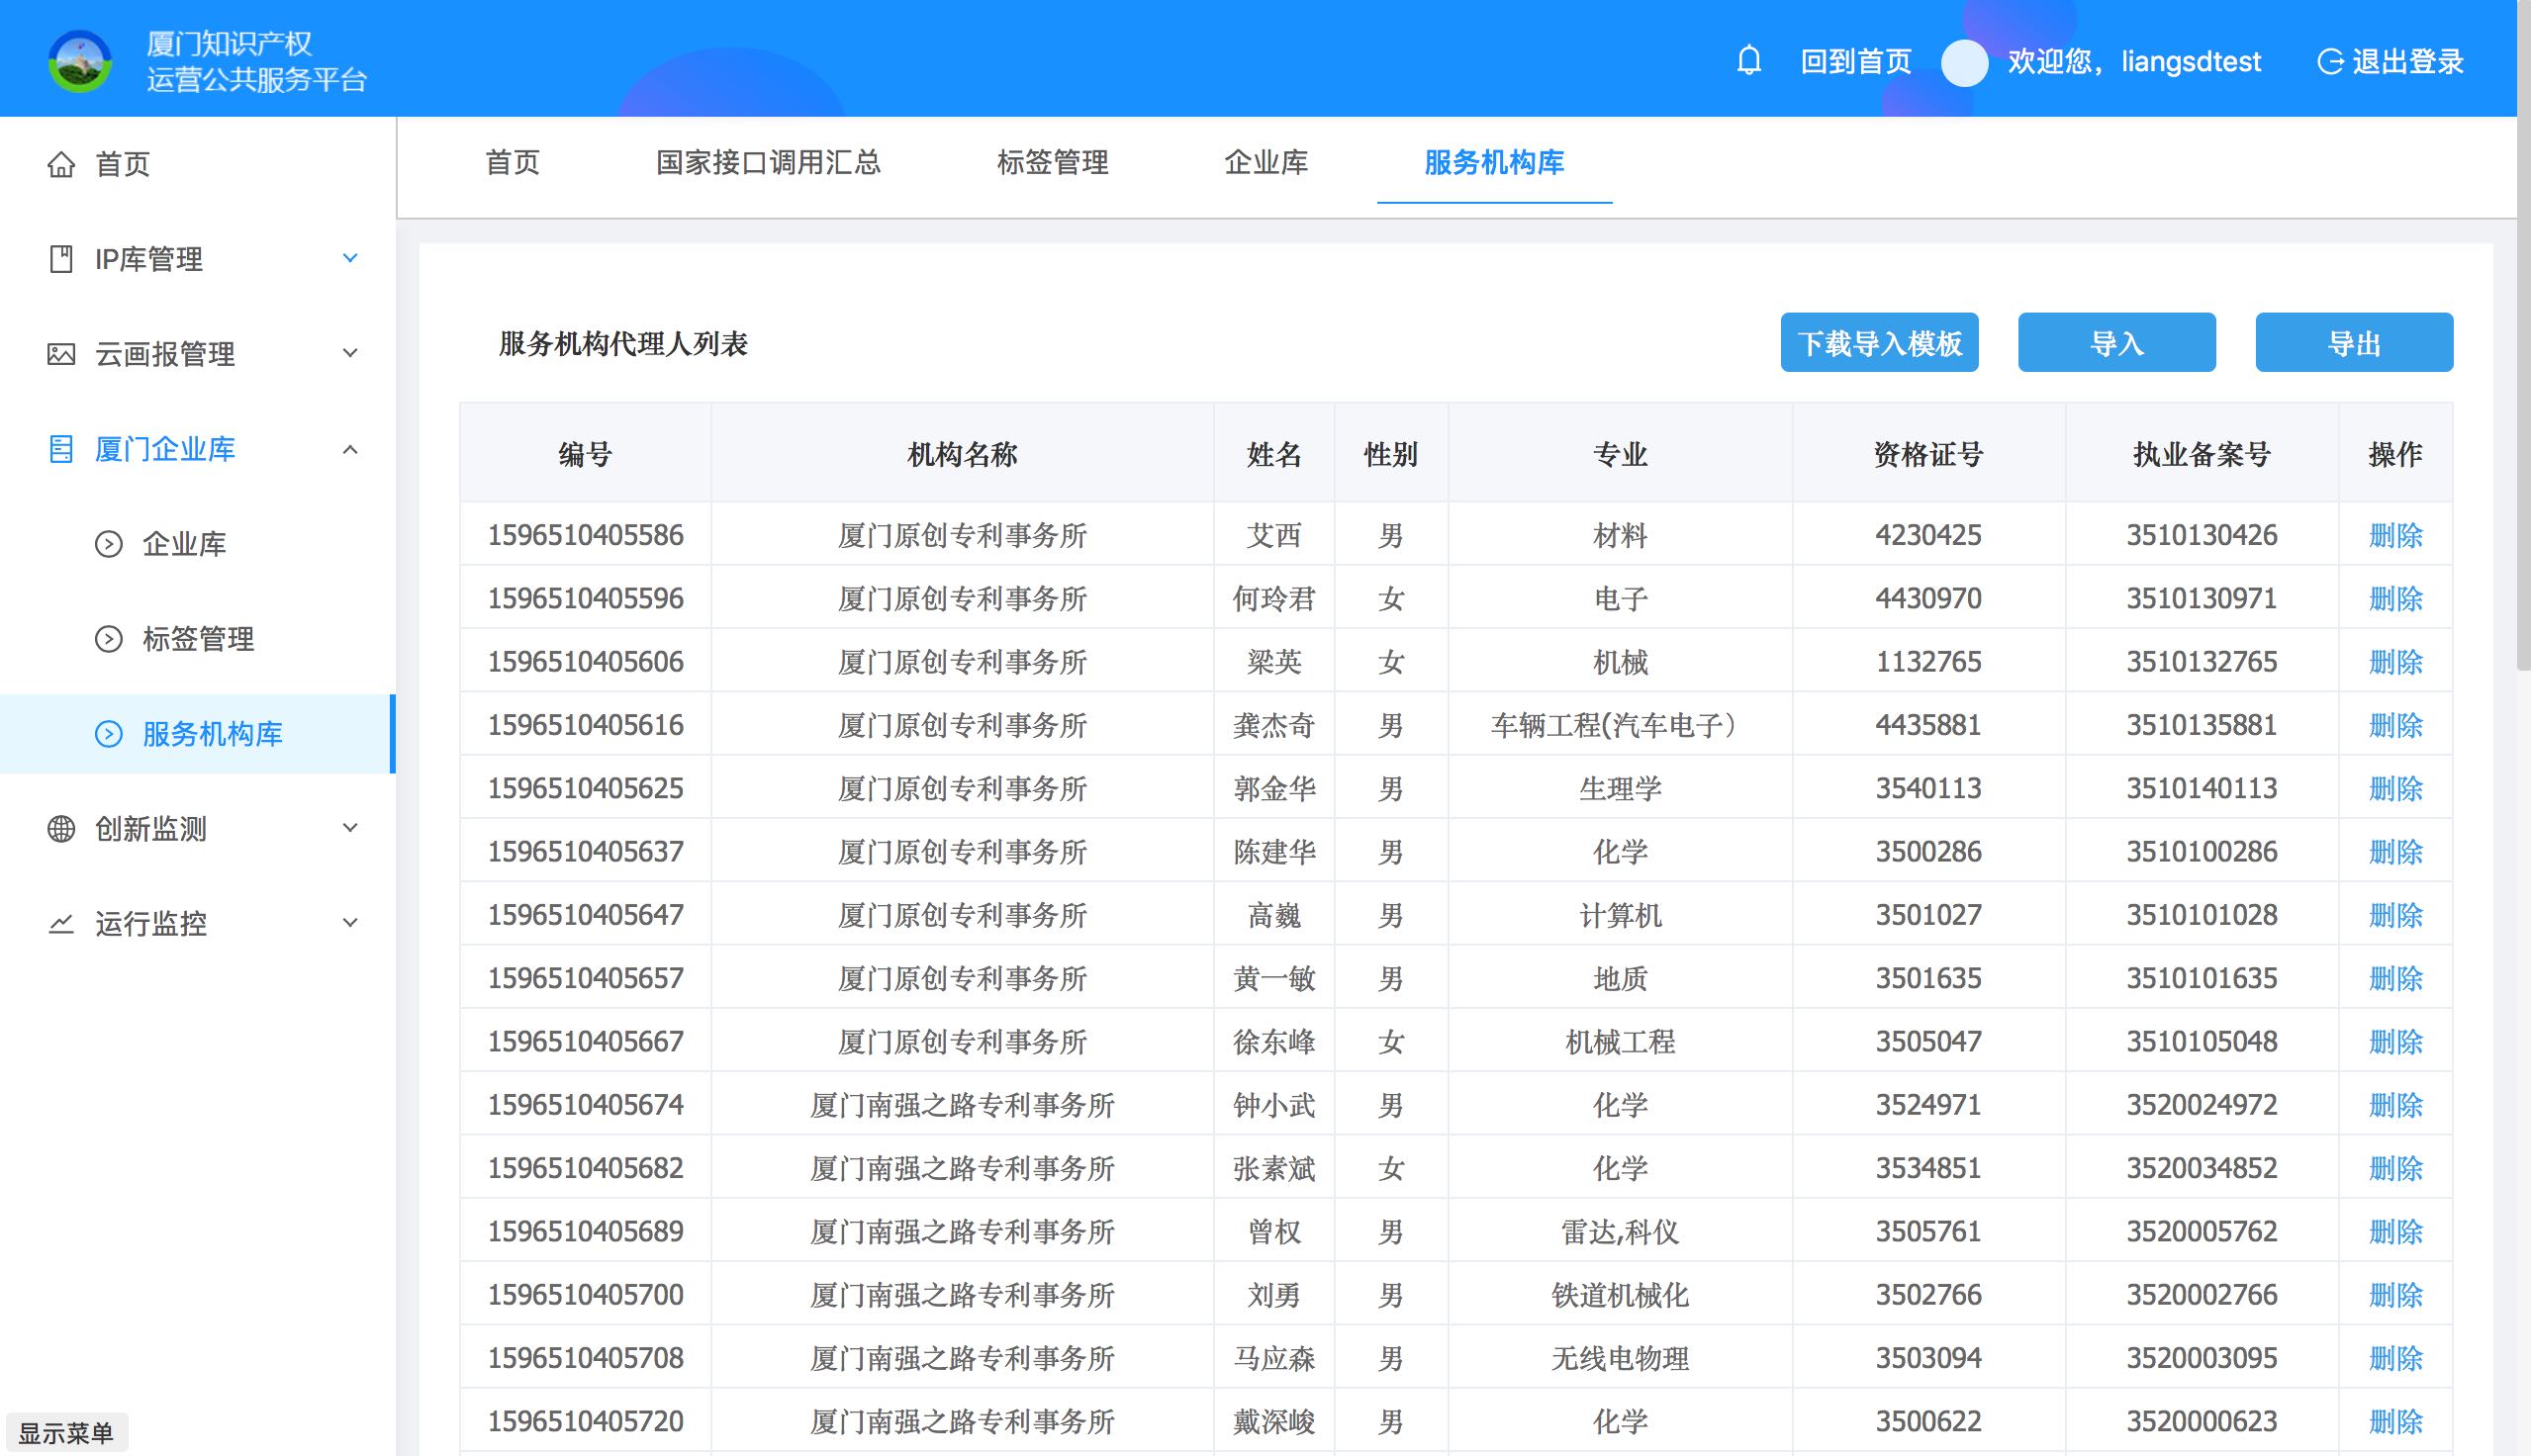 厦门知识产权
运营公共服务平台
回到首页 欢迎您，liangsdtest 退出登录
首页
IP库管理
云画报管理
厦门企业库
企业库
标签管理
服务机构库
创新监测
运行监控
显示菜单
首页 国家接口调用汇总 标签管理 企业库 服务机构库
服务机构代理人列表 下载导入模板 导入 导出
编号 机构名称 姓名 性别 专业 资格证号 执业备案号 操作
1596510405586 厦门原创专利事务所 艾西 男 材料 4230425 3510130426 删除
1596510405596 厦门原创专利事务所 何玲君 女 电子 4430970 3510130971 删除
1596510405606 厦门原创专利事务所 梁英 女 机械 1132765 3510132765 删除
1596510405616 厦门原创专利事务所 龚杰奇 男 车辆工程(汽车电子） 4435881 3510135881 删除
1596510405625 厦门原创专利事务所 郭金华 男 生理学 3540113 3510140113 删除
1596510405637 厦门原创专利事务所 陈建华 男 化学 3500286 3510100286 删除
1596510405647 厦门原创专利事务所 高巍 男 计算机 3501027 3510101028 删除
1596510405657 厦门原创专利事务所 黄一敏 男 地质 3501635 3510101635 删除
1596510405667 厦门原创专利事务所 徐东峰 女 机械工程 3505047 3510105048 删除
1596510405674 厦门南强之路专利事务所 钟小武 男 化学 3524971 3520024972 删除
1596510405682 厦门南强之路专利事务所 张素斌 女 化学 3534851 3520034852 删除
1596510405689 厦门南强之路专利事务所 曾权 男 雷达,科仪 3505761 3520005762 删除
1596510405700 厦门南强之路专利事务所 刘勇 男 铁道机械化 3502766 3520002766 删除
1596510405708 厦门南强之路专利事务所 马应森 男 无线电物理 3503094 3520003095 删除
1596510405720 厦门南强之路专利事务所 戴深峻 男 化学 3500622 3520000623 删除